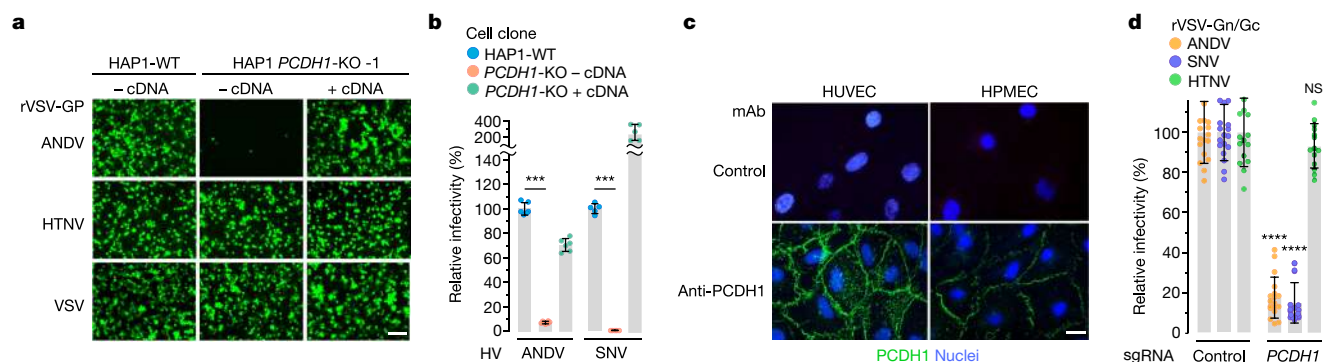 a
HAP1-WT HAP1 PCDH1-KO -1
– cDNA – cDNA + cDNA
rVSV-GP
ANDV
HTNV
VSV
b
Cell clone
HAP1-WT
PCDH1-KO – cDNA
PCDH1-KO + cDNA
Relative infectivity (%)
400
200
140
120
100
80
60
40
20
0
*** ***
HV ANDV SNV
c
HUVEC HPMEC
mAb
Control
Anti-PCDH1
PCDH1 Nuclei
d
rVSV-Gn/Gc
ANDV
SNV
HTNV
NS
Relative infectivity (%)
100
80
60
40
20
0
**** ****
sgRNA Control PCDH1